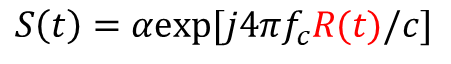 S(t) = αexp[j4πf_cR(t)/c]